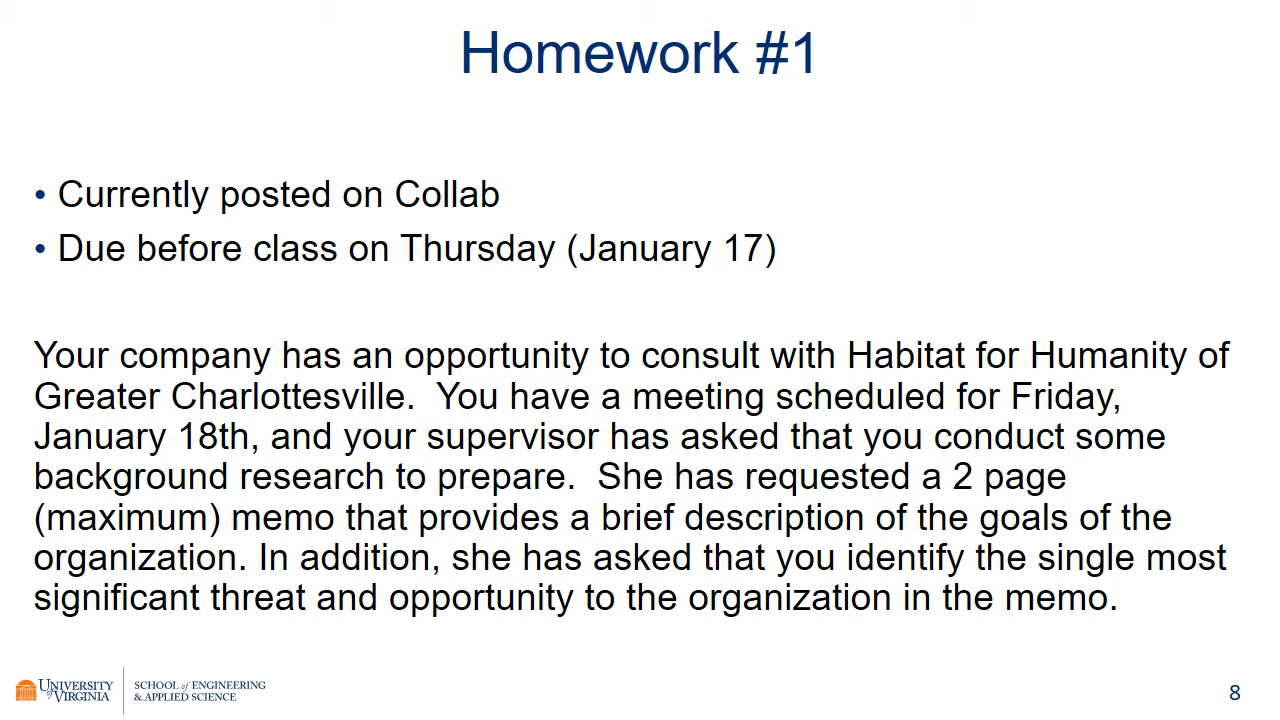 Homework #1
• Currently posted on Collab
• Due before class on Thursday (January 17)
Your company has an opportunity to consult with Habitat for Humanity of
Greater Charlottesville.  You have a meeting scheduled for Friday,
January 18th, and your supervisor has asked that you conduct some
background research to prepare.  She has requested a 2 page
(maximum) memo that provides a brief description of the goals of the
organization. In addition, she has asked that you identify the single most
significant threat and opportunity to the organization in the memo.
UNIVERSITY
of VIRGINIA
SCHOOL of ENGINEERING
& APPLIED SCIENCE
8